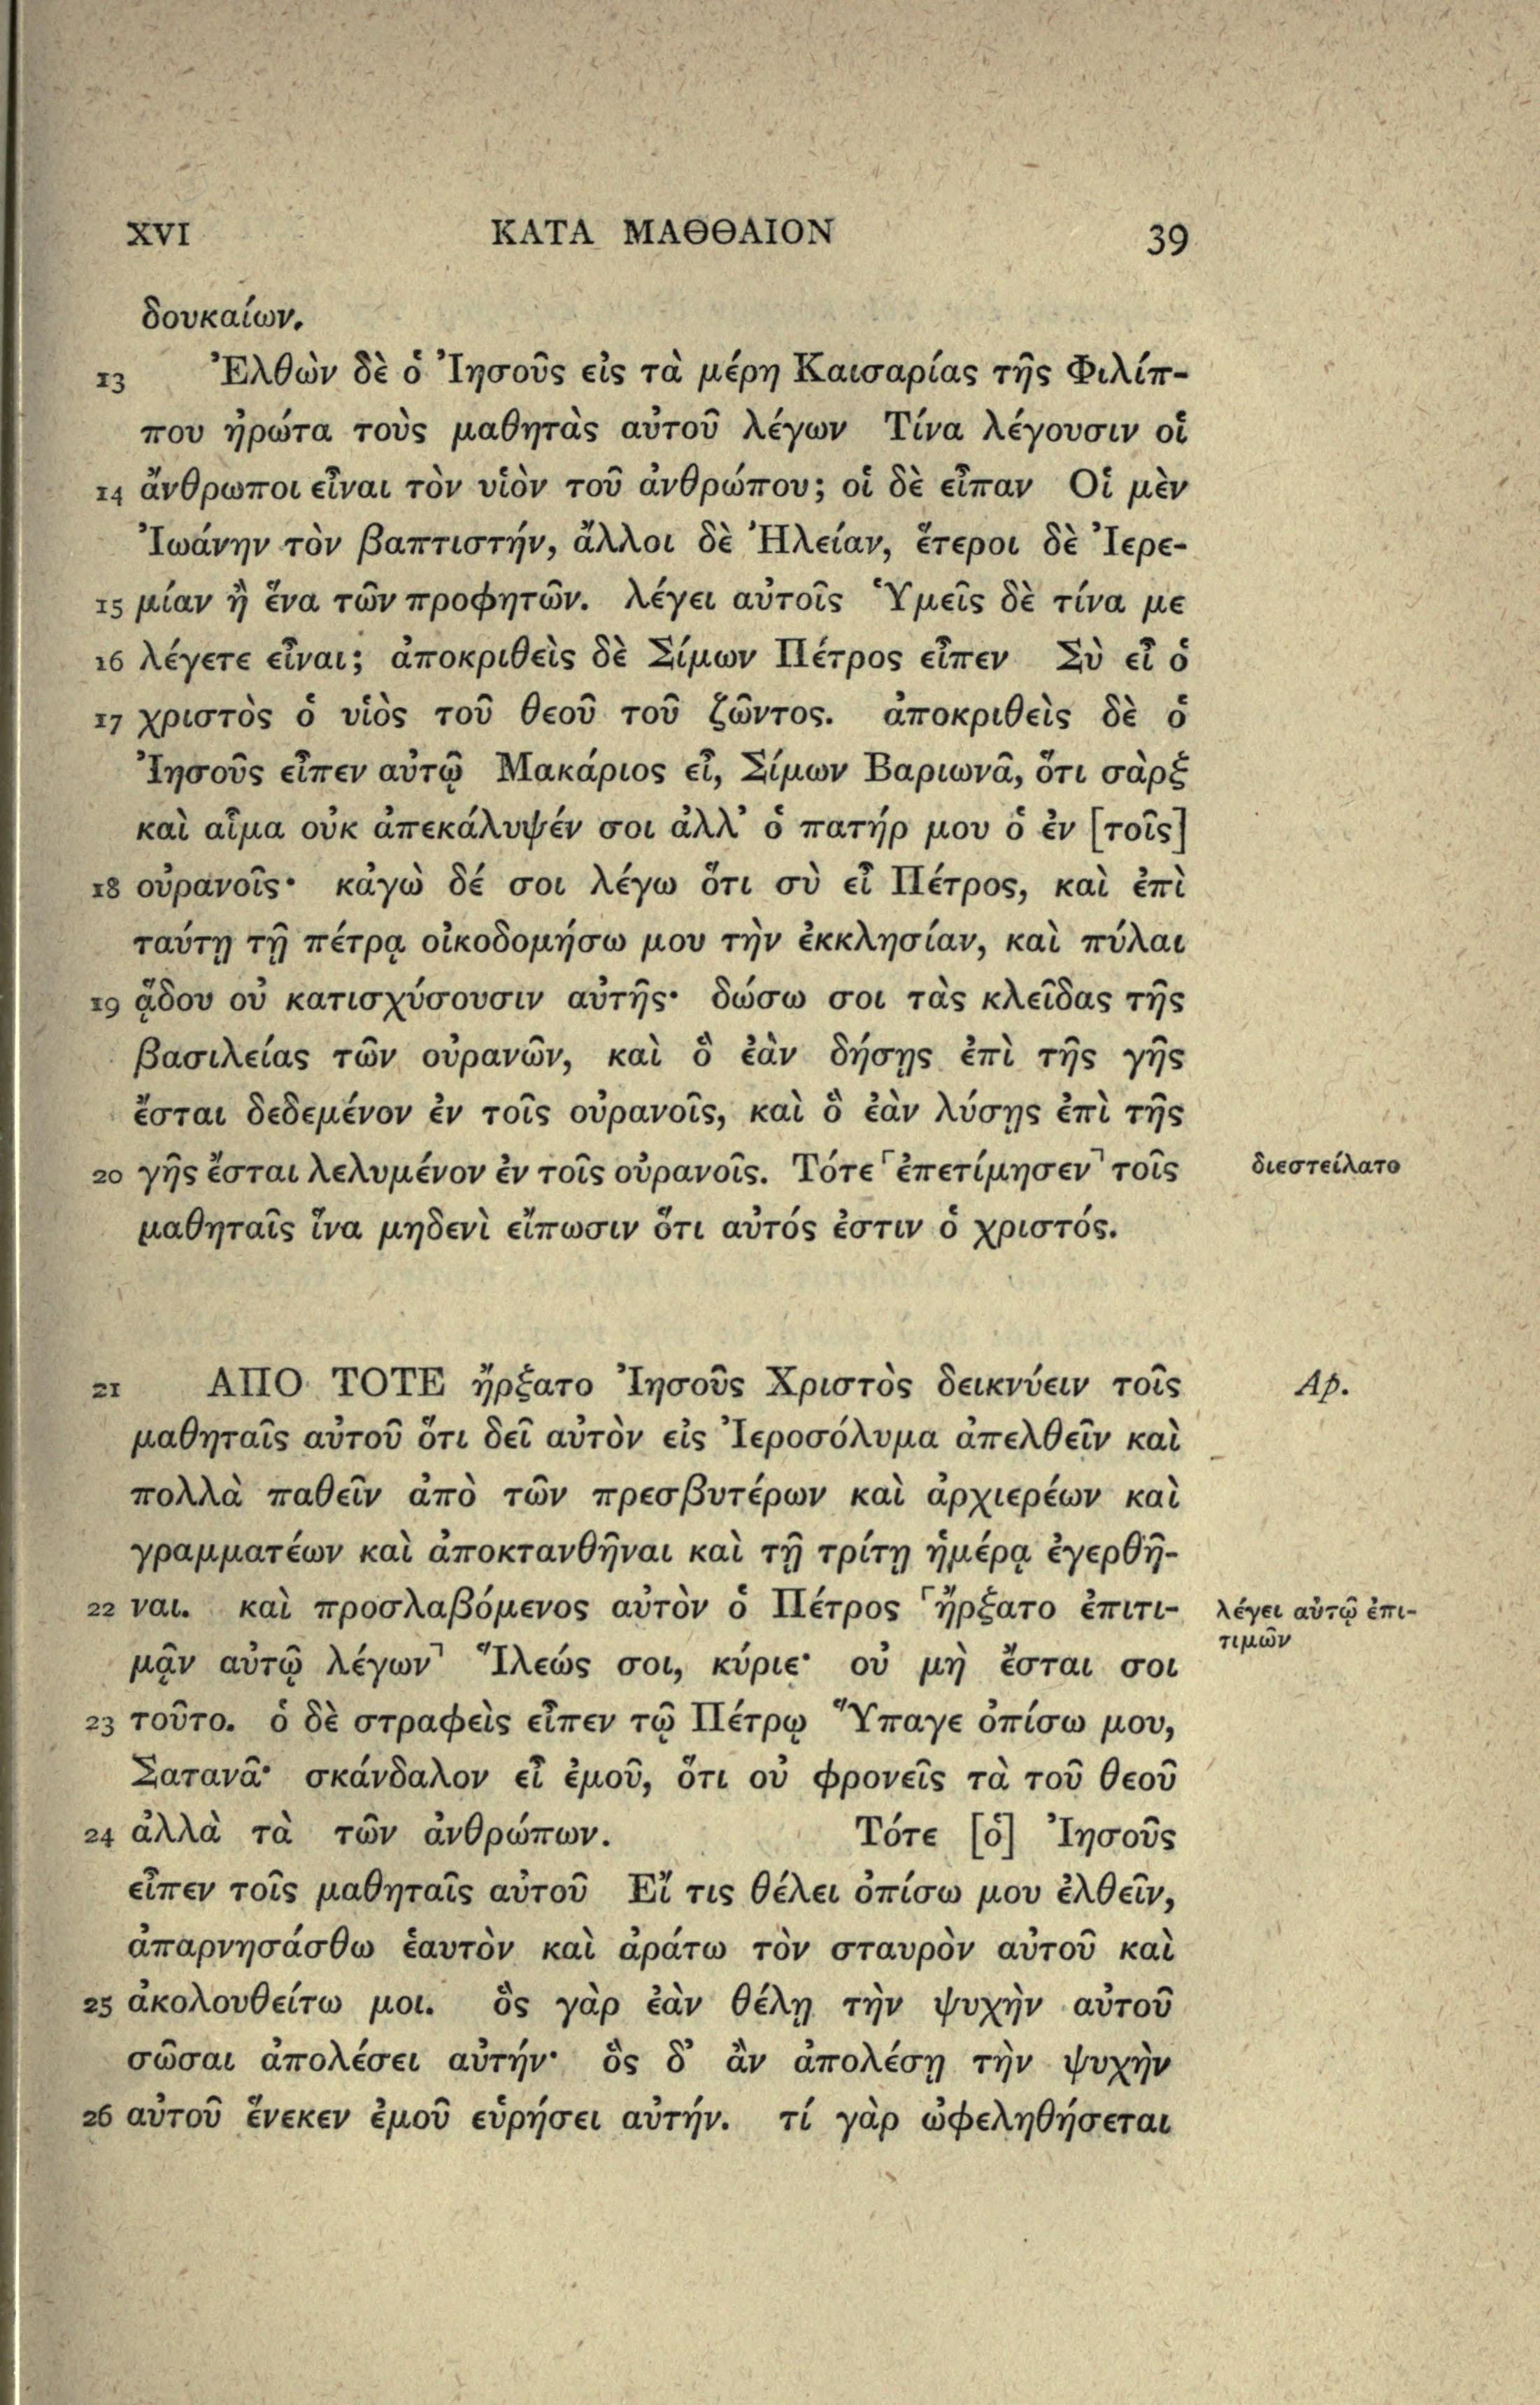 XVI ΚΑΤΑ ΜΑΘΘΑΙΟΝ 39
δουκαίων.
13 Ἐλθὼν δὲ ὁ Ἰησοῦς εἰς τὰ μέρη Καισαρίας τῆς Φιλίπ-
που ἠρώτα τοὺς μαθητὰς αὐτοῦ λέγων Τίνα λέγουσιν οἱ
14 ἄνθρωποι εἶναι τὸν υἱὸν τοῦ ἀνθρώπου; οἱ δὲ εἶπαν Οἱ μὲν
Ἰωάνην τὸν βαπτιστήν, ἄλλοι δὲ Ἠλείαν, ἕτεροι δὲ Ἰερε-
15 μίαν ἢ ἕνα τῶν προφητῶν. λέγει αὐτοῖς Ὑμεῖς δὲ τίνα με
16 λέγετε εἶναι; ἀποκριθεὶς δὲ Σίμων Πέτρος εἶπεν Σὺ εἶ ὁ
17 χριστὸς ὁ υἱὸς τοῦ θεοῦ τοῦ ζῶντος. ἀποκριθεὶς δὲ ὁ
Ἰησοῦς εἶπεν αὐτῷ Μακάριος εἶ, Σίμων Βαριωνᾶ, ὅτι σὰρξ
καὶ αἷμα οὐκ ἀπεκάλυψέν σοι ἀλλ’ ὁ πατήρ μου ὁ ἐν [τοῖς]
18 οὐρανοῖς· κἀγὼ δέ σοι λέγω ὅτι σὺ εἶ Πέτρος, καὶ ἐπὶ
ταύτῃ τῇ πέτρᾳ οἰκοδομήσω μου τὴν ἐκκλησίαν, καὶ πύλαι
19 ᾅδου οὐ κατισχύσουσιν αὐτῆς· δώσω σοι τὰς κλεῖδας τῆς
βασιλείας τῶν οὐρανῶν, καὶ ὃ ἐὰν δήσῃς ἐπὶ τῆς γῆς
ἔσται δεδεμένον ἐν τοῖς οὐρανοῖς, καὶ ὃ ἐὰν λύσῃς ἐπὶ τῆς
20 γῆς ἔσται λελυμένον ἐν τοῖς οὐρανοῖς. Τότε ⸀ἐπετίμησεν⸣ τοῖς διεστείλατο
μαθηταῖς ἵνα μηδενὶ εἴπωσιν ὅτι αὐτός ἐστιν ὁ χριστός.
21 ΑΠΟ ΤΟΤΕ ἤρξατο Ἰησοῦς Χριστὸς δεικνύειν τοῖς Ap.
μαθηταῖς αὐτοῦ ὅτι δεῖ αὐτὸν εἰς Ἰεροσόλυμα ἀπελθεῖν καὶ
πολλὰ παθεῖν ἀπὸ τῶν πρεσβυτέρων καὶ ἀρχιερέων καὶ
γραμματέων καὶ ἀποκτανθῆναι καὶ τῇ τρίτῃ ἡμέρᾳ ἐγερθῆ-
22 ναι. καὶ προσλαβόμενος αὐτὸν ὁ Πέτρος ⸂ἤρξατο ἐπιτι- λέγει αὐτῷ ἐπι-
τιμῶν
μᾷν αὐτῷ λέγων⸣ Ἵλεώς σοι, κύριε· οὐ μὴ ἔσται σοι
23 τοῦτο. ὁ δὲ στραφεὶς εἶπεν τῷ Πέτρῳ Ὕπαγε ὀπίσω μου,
Σατανᾶ· σκάνδαλον εἶ ἐμοῦ, ὅτι οὐ φρονεῖς τὰ τοῦ θεοῦ
24 ἀλλὰ τὰ τῶν ἀνθρώπων. Τότε [ὁ] Ἰησοῦς
εἶπεν τοῖς μαθηταῖς αὐτοῦ Εἴ τις θέλει ὀπίσω μου ἐλθεῖν,
ἀπαρνησάσθω ἑαυτὸν καὶ ἀράτω τὸν σταυρὸν αὐτοῦ καὶ
25 ἀκολουθείτω μοι. ὃς γὰρ ἐὰν θέλῃ τὴν ψυχὴν αὐτοῦ
σῶσαι ἀπολέσει αὐτήν· ὃς δ’ ἂν ἀπολέσῃ τὴν ψυχὴν
26 αὐτοῦ ἕνεκεν ἐμοῦ εὑρήσει αὐτήν. τί γὰρ ὠφεληθήσεται